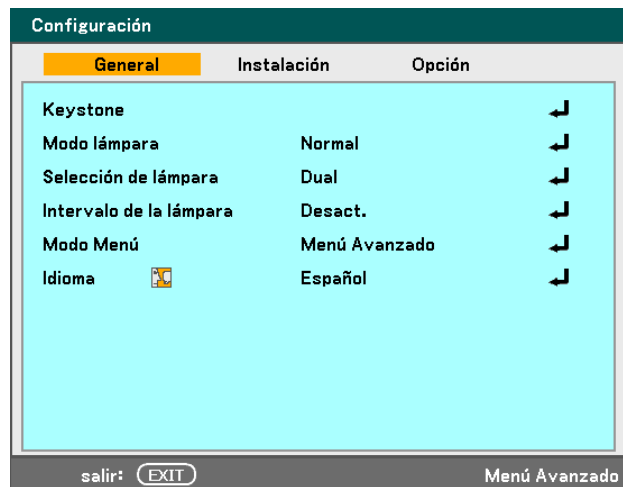 Configuración
General Instalación Opción
Keystone
Modo lámpara Normal
Selección de lámpara Dual
Intervalo de la lámpara Desact.
Modo Menú Menú Avanzado
Idioma Español
salir: EXIT Menú Avanzado